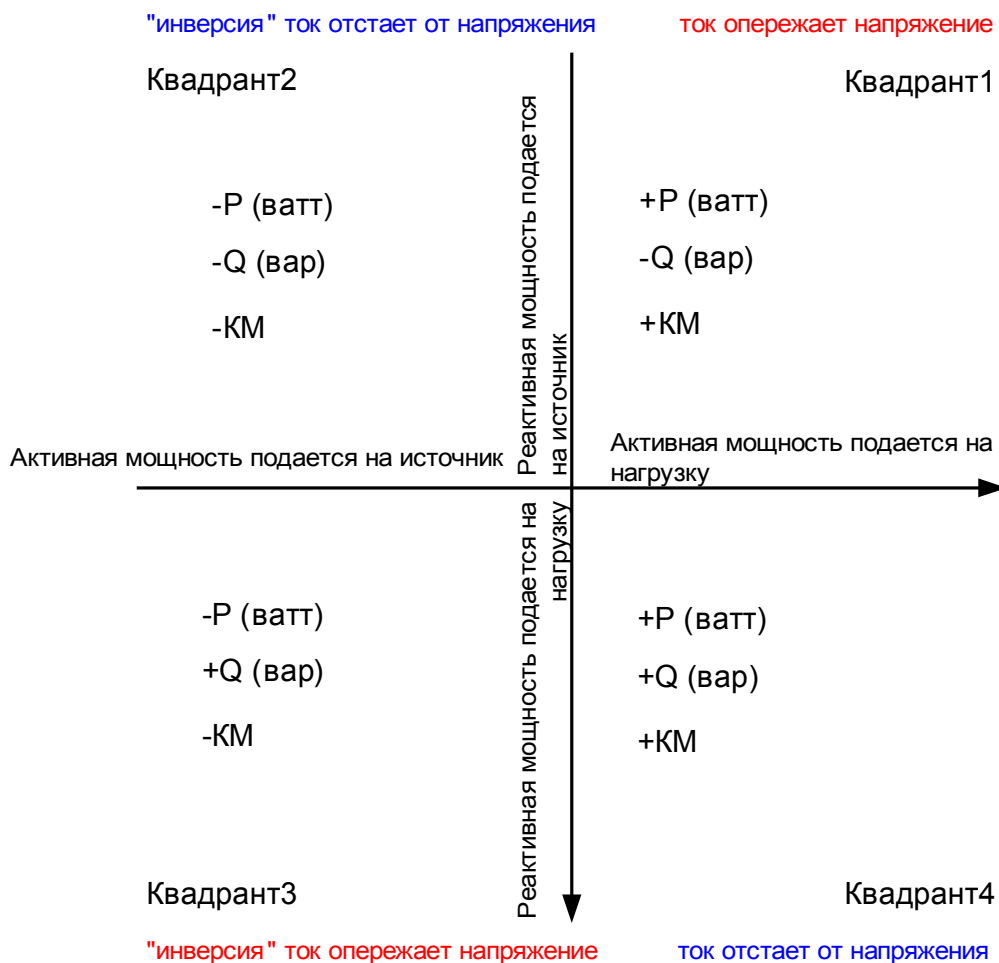 "инверсия" ток отстает от напряжения
ток опережает напряжение
Квадрант2
Квадрант1
-P (ватт)
-Q (вар)
-КМ
Реактивная мощность подается
на источник
+P (ватт)
-Q (вар)
+КМ
Активная мощность подается на источник
Активная мощность подается на
нагрузку
-P (ватт)
+Q (вар)
-КМ
Реактивная мощность подается на
нагрузку
+P (ватт)
+Q (вар)
+КМ
Квадрант3
Квадрант4
"инверсия" ток опережает напряжение
ток отстает от напряжения